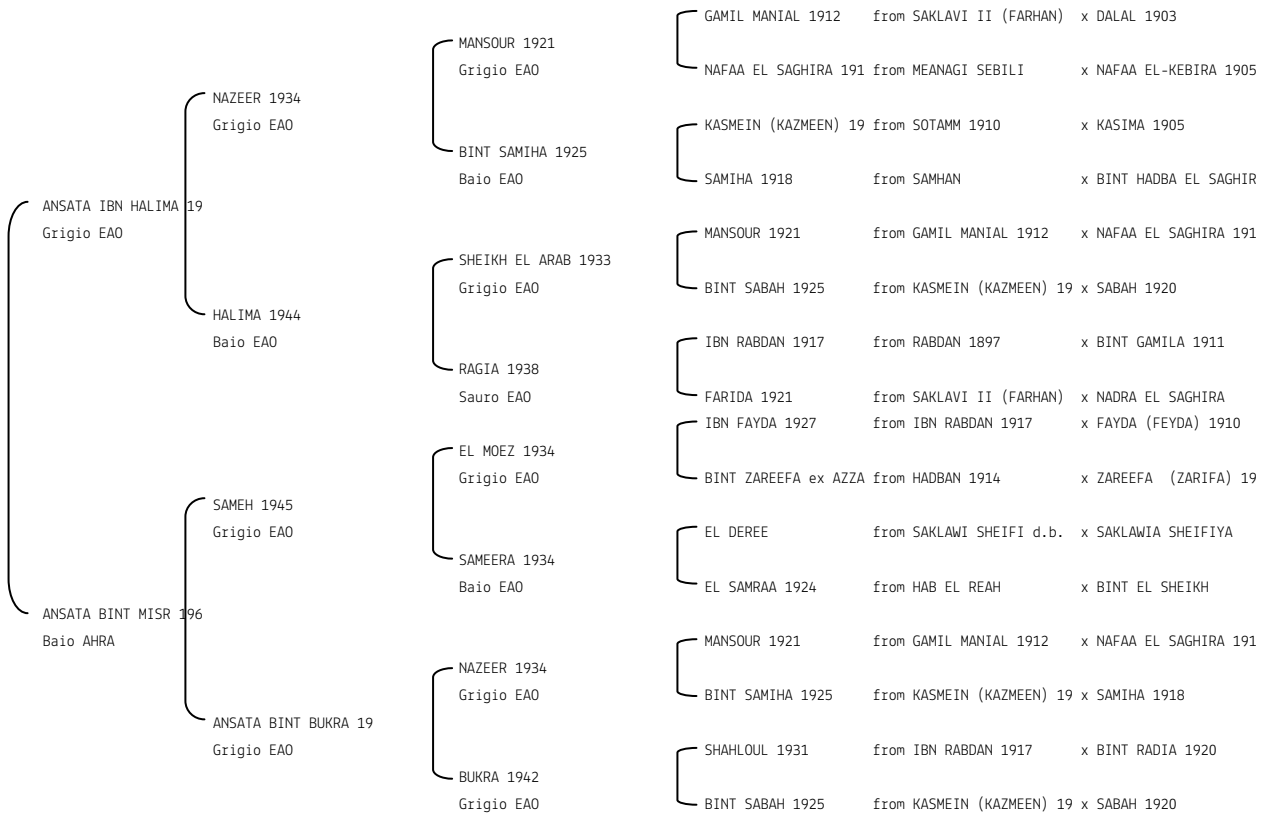 GAMIL MANIAL 1912 from SAKLAVI II (FARHAN) x DALAL 1903
MANSOUR 1921
Grigio EAO
NAFAA EL SAGHIRA 191 from MEANAGI SEBILI x NAFAA EL-KEBIRA 1905
NAZEER 1934
Grigio EAO
KASMEIN (KAZMEEN) 19 from SOTAMM 1910 x KASIMA 1905
BINT SAMIHA 1925
Baio EAO
SAMIHA 1918 from SAMHAN x BINT HADBA EL SAGHIR
ANSATA IBN HALIMA 19
Grigio EAO
MANSOUR 1921 from GAMIL MANIAL 1912 x NAFAA EL SAGHIRA 191
SHEIKH EL ARAB 1933
Grigio EAO
BINT SABAH 1925 from KASMEIN (KAZMEEN) 19 x SABAH 1920
HALIMA 1944
Baio EAO
IBN RABDAN 1917 from RABDAN 1897 x BINT GAMILA 1911
RAGIA 1938
Sauro EAO
FARIDA 1921 from SAKLAVI II (FARHAN) x NADRA EL SAGHIRA
IBN FAYDA 1927 from IBN RABDAN 1917 x FAYDA (FEYDA) 1910
EL MOEZ 1934
Grigio EAO
BINT ZAREEFA ex AZZA from HADBAN 1914 x ZAREEFA (ZARIFA) 19
SAMEH 1945
Grigio EAO
EL DEREE from SAKLAWI SHEIFI d.b. x SAKLAWIA SHEIFIYA
SAMEERA 1934
Baio EAO
EL SAMRAA 1924 from HAB EL REAH x BINT EL SHEIKH
ANSATA BINT MISR 196
Baio AHRA
MANSOUR 1921 from GAMIL MANIAL 1912 x NAFAA EL SAGHIRA 191
NAZEER 1934
Grigio EAO
BINT SAMIHA 1925 from KASMEIN (KAZMEEN) 19 x SAMIHA 1918
ANSATA BINT BUKRA 19
Grigio EAO
SHAHLOUL 1931 from IBN RABDAN 1917 x BINT RADIA 1920
BUKRA 1942
Grigio EAO
BINT SABAH 1925 from KASMEIN (KAZMEEN) 19 x SABAH 1920